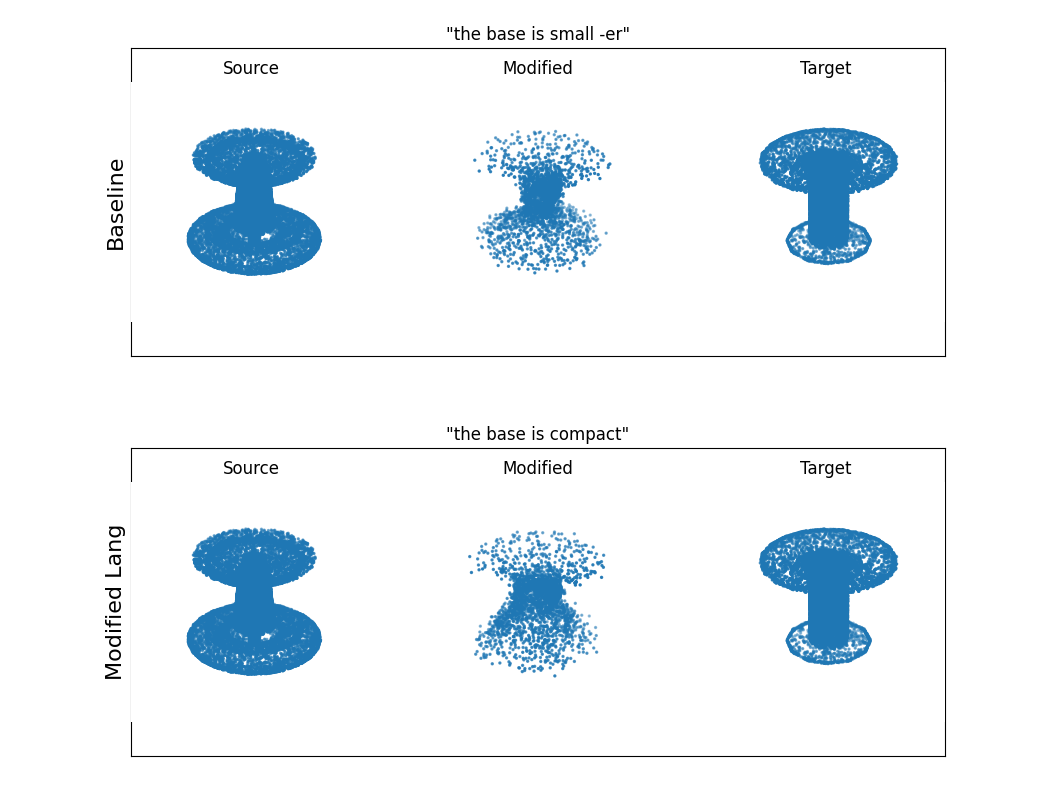 "the base is small -er"
Source Modified Target
Baseline
"the base is compact"
Source Modified Target
Modified Lang